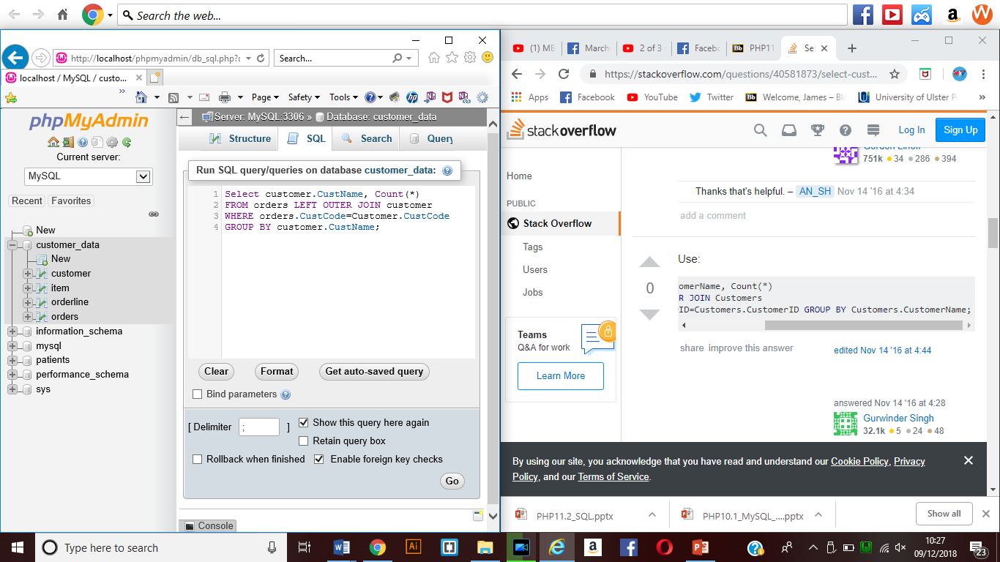 Search the web...
http://localhost/phpmyadmin/db_sql.php?c
Search...
localhost / MySQL / custo...
Page
Safety
Tools
phpMyAdmin
Current server:
MySQL
Recent
Favorites
New
customer_data
New
customer
item
orderline
orders
information_schema
mysql
patients
performance_schema
sys
Server: MySQL:3306 » Database: customer_data
Structure
SQL
Search
Query
Run SQL query/queries on database customer_data:
1 Select customer.CustName, Count(*)
2 FROM orders LEFT OUTER JOIN customer
3 WHERE orders.CustCode=Customer.CustCode
4 GROUP BY customer.CustName;
Clear
Format
Get auto-saved query
Bind parameters
[ Delimiter ; ]
Show this query here again
Retain query box
Rollback when finished
Enable foreign key checks
Go
Console
(1) ME
March
2 of 3
Facebo
PHP11
Se
https://stackoverflow.com/questions/40581873/select-cust...
Apps
Facebook
YouTube
Twitter
Bb Welcome, James – Bl
University of Ulster P
stackoverflow
Log In
Sign Up
Home
PUBLIC
Stack Overflow
Tags
Users
Jobs
Teams
Q&A for work
Learn More
751k 34 286 394
Thanks that's helpful. – AN_SH Nov 14 '16 at 4:34
add a comment
Use:
0
omerName, Count(*)
R JOIN Customers
ID=Customers.CustomerID GROUP BY Customers.CustomerName;
share improve this answer
edited Nov 14 '16 at 4:44
answered Nov 14 '16 at 4:28
Gurwinder Singh
32.1k 5 24 48
By using our site, you acknowledge that you have read and understand our Cookie Policy, Privacy
Policy, and our Terms of Service.
PHP11.2_SQL.pptx
PHP10.1_MySQL_....pptx
Show all
Type here to search
10:27
09/12/2018
23